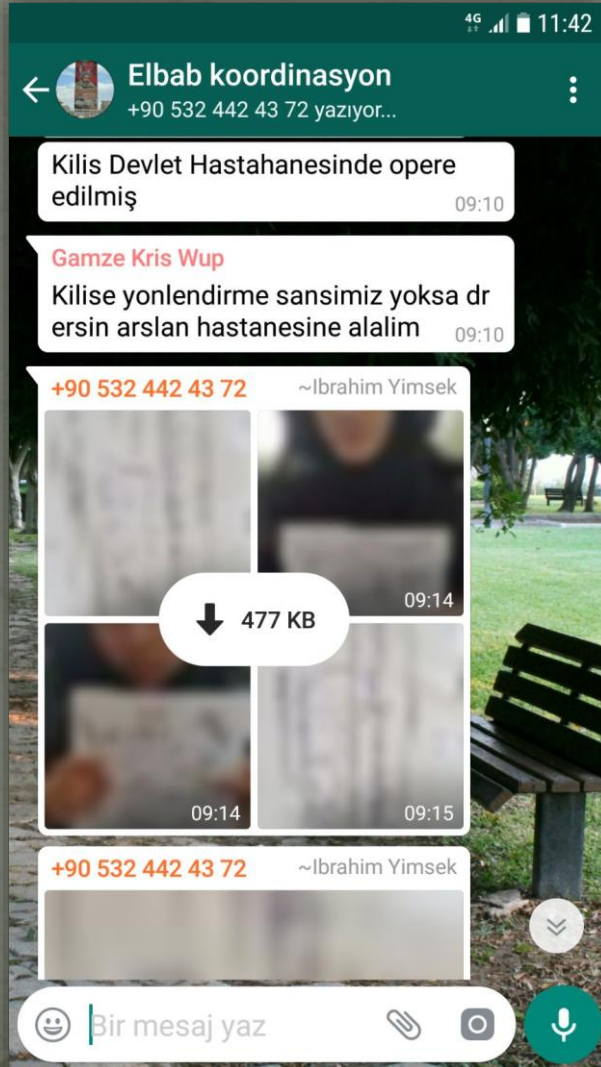 4G 11:42
Elbab koordinasyon
+90 532 442 43 72 yazıyor...
Kilis Devlet Hastahanesinde opere
edilmiş
09:10
Gamze Kris Wup
Kilise yonlendirme sansimiz yoksa dr
ersin arslan hastanesine alalim
09:10
+90 532 442 43 72 ~Ibrahim Yimsek
09:14
477 KB
09:14
09:15
+90 532 442 43 72 ~Ibrahim Yimsek
Bir mesaj yaz